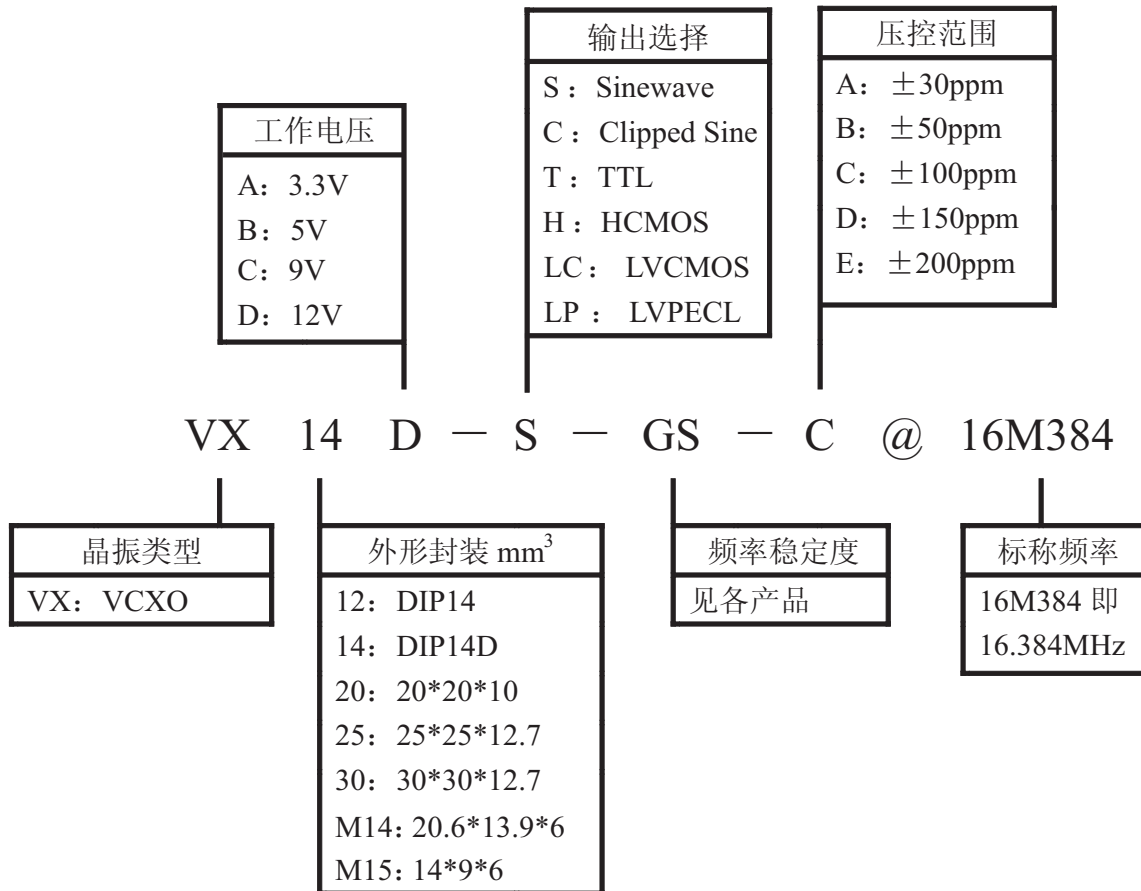 输出选择
S： Sinewave
C： Clipped Sine
T： TTL
H： HCMOS
LC： LVCMOS
LP： LVPECL
压控范围
A： ±30ppm
B： ±50ppm
C： ±100ppm
D： ±150ppm
E： ±200ppm
工作电压
A： 3.3V
B： 5V
C： 9V
D： 12V
VX 14 D － S － GS － C @ 16M384
晶振类型
VX： VCXO
外形封装 mm³
12： DIP14
14： DIP14D
20： 20*20*10
25： 25*25*12.7
30： 30*30*12.7
M14：20.6*13.9*6
M15：14*9*6
频率稳定度
见各产品
标称频率
16M384 即
16.384MHz